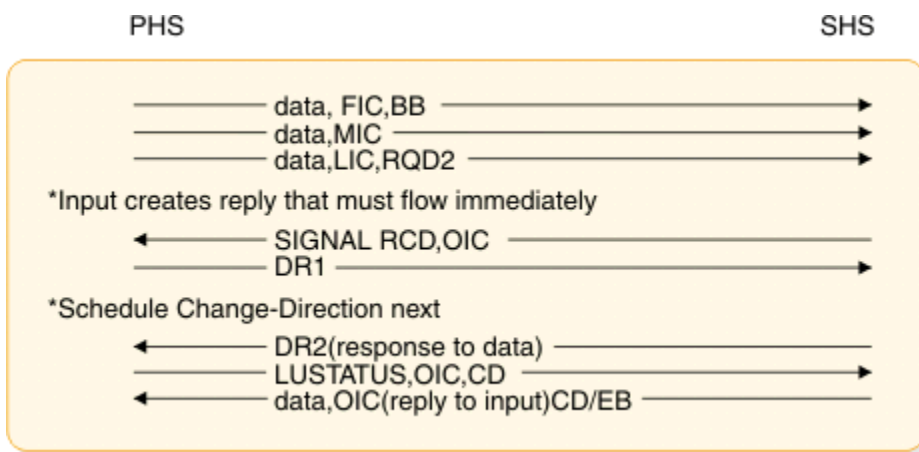 PHS SHS
data, FIC,BB
data,MIC
data,LIC,RQD2
*Input creates reply that must flow immediately
SIGNAL RCD,OIC
DR1
*Schedule Change-Direction next
DR2(response to data)
LUSTATUS,OIC,CD
data,OIC(reply to input)CD/EB